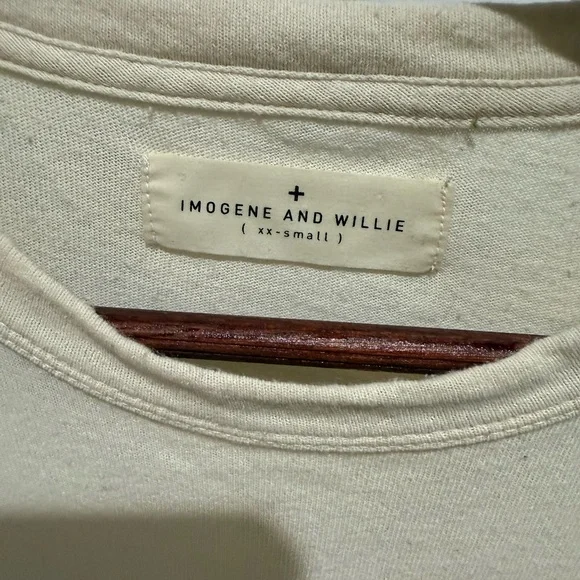 +
IMOGENE AND WILLIE
( xx-small )